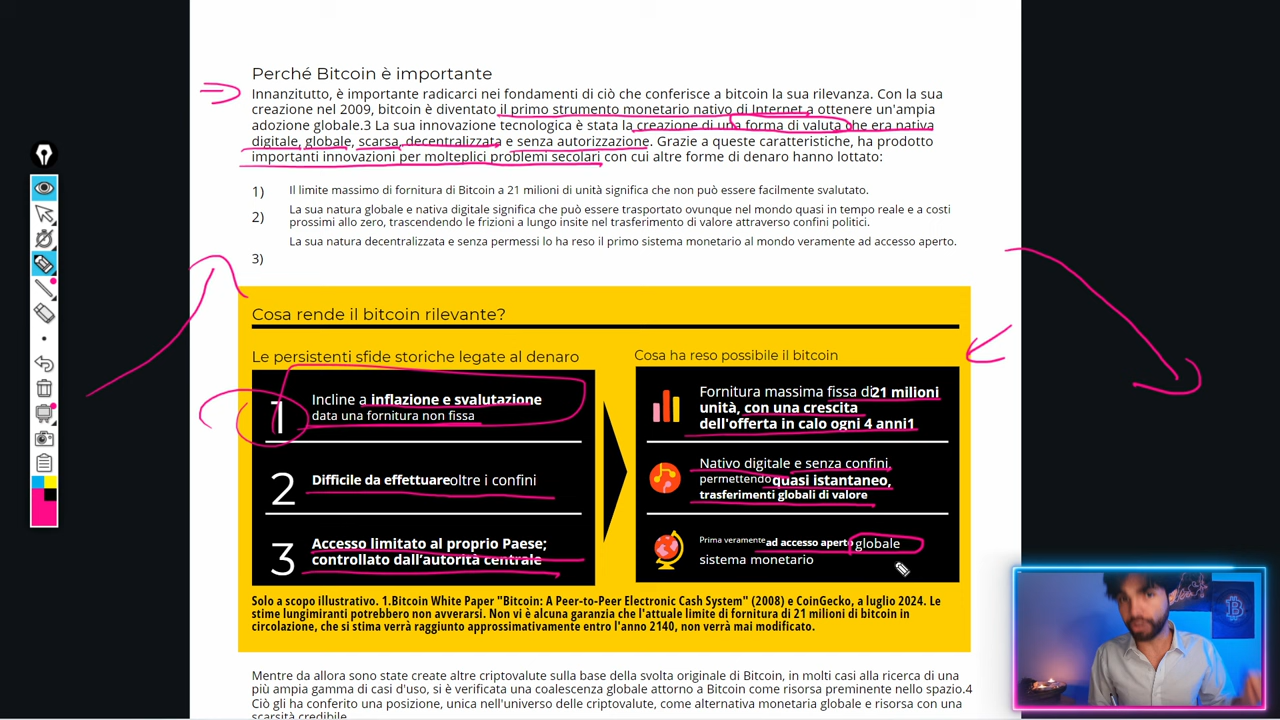 Perché Bitcoin è importante
Innanzitutto, è importante radicarci nei fondamenti di ciò che conferisce a bitcoin la sua rilevanza. Con la sua
creazione nel 2009, bitcoin è diventato il primo strumento monetario nativo di Internet a ottenere un'ampia
adozione globale.3 La sua innovazione tecnologica è stata la creazione di una forma di valuta che era nativa
digitale, globale, scarsa, decentralizzata e senza autorizzazione. Grazie a queste caratteristiche, ha prodotto
importanti innovazioni per molteplici problemi secolari con cui altre forme di denaro hanno lottato:
1) Il limite massimo di fornitura di Bitcoin a 21 milioni di unità significa che non può essere facilmente svalutato.
2) La sua natura globale e nativa digitale significa che può essere trasportato ovunque nel mondo quasi in tempo reale e a costi
prossimi allo zero, trascendendo le frizioni a lungo insite nel trasferimento di valore attraverso confini politici.
La sua natura decentralizzata e senza permessi lo ha reso il primo sistema monetario al mondo veramente ad accesso aperto.
3)
Cosa rende il bitcoin rilevante?
Le persistenti sfide storiche legate al denaro
1 Incline a inflazione e svalutazione
data una fornitura non fissa
2 Difficile da effettuareoltre i confini
3 Accesso limitato al proprio Paese;
controllato dall'autorità centrale
Cosa ha reso possibile il bitcoin
Fornitura massima fissa di21 milioni
unità, con una crescita
dell'offerta in calo ogni 4 anni1
Nativo digitale e senza confini,
permettendoquasi istantaneo,
trasferimenti globali di valore
Prima veramentead accesso aperto globale
sistema monetario
Solo a scopo illustrativo. 1.Bitcoin White Paper "Bitcoin: A Peer-to-Peer Electronic Cash System" (2008) e CoinGecko, a luglio 2024. Le
stime lungimiranti potrebbero non avverarsi. Non vi è alcuna garanzia che l'attuale limite di fornitura di 21 milioni di bitcoin in
circolazione, che si stima verrà raggiunto approssimativamente entro l'anno 2140, non verrà mai modificato.
Mentre da allora sono state create altre criptovalute sulla base della svolta originale di Bitcoin, in molti casi alla ricerca di una
più ampia gamma di casi d'uso, si è verificata una coalescenza globale attorno a Bitcoin come risorsa preminente nello spazio.4
Ciò gli ha conferito una posizione, unica nell'universo delle criptovalute, come alternativa monetaria globale e risorsa con una
scarsità credibile.